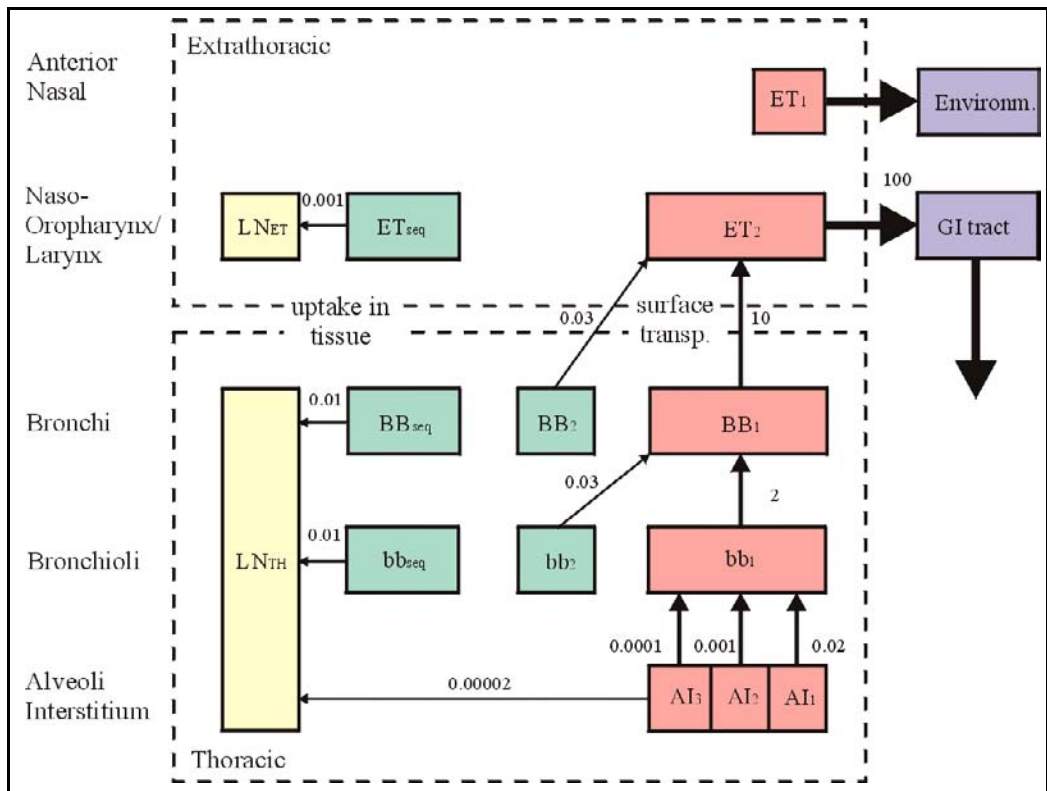 Extrathoracic
Anterior
Nasal
ET1
Environm.
Naso-
Oropharynx/
Larynx
LNET
0.001
ETseq
ET2
100
GI tract
uptake in
tissue
0.03
surface
transp.
10
Bronchi
0.01
BBseq
BB2
BB1
0.03
2
Bronchioli
LNTH
0.01
bbseq
bb2
bb1
0.0001
0.001
0.02
Alveoli
Interstitium
0.00002
AI3
AI2
AI1
Thoracic